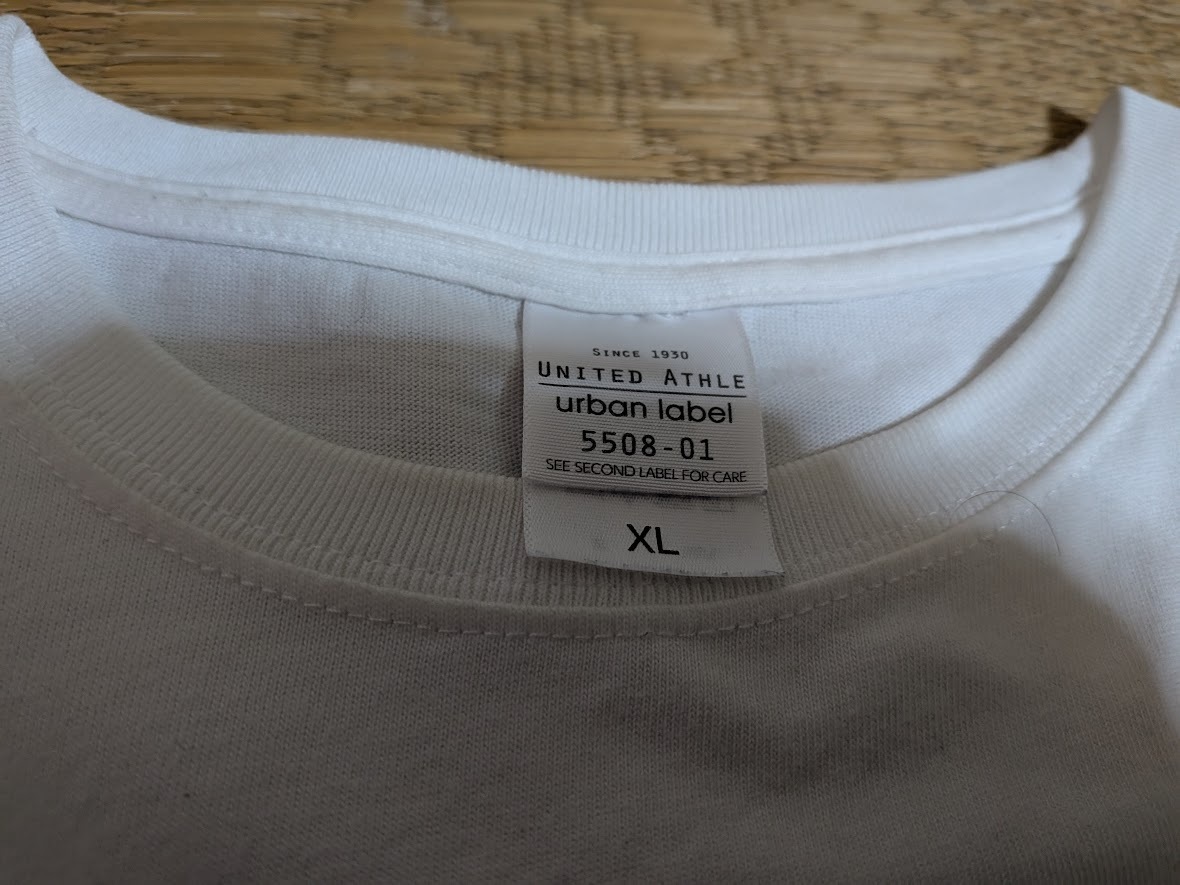 SINCE 1930
UNITED ATHLE
urban label
5508-01
SEE SECOND LABEL FOR CARE
XL